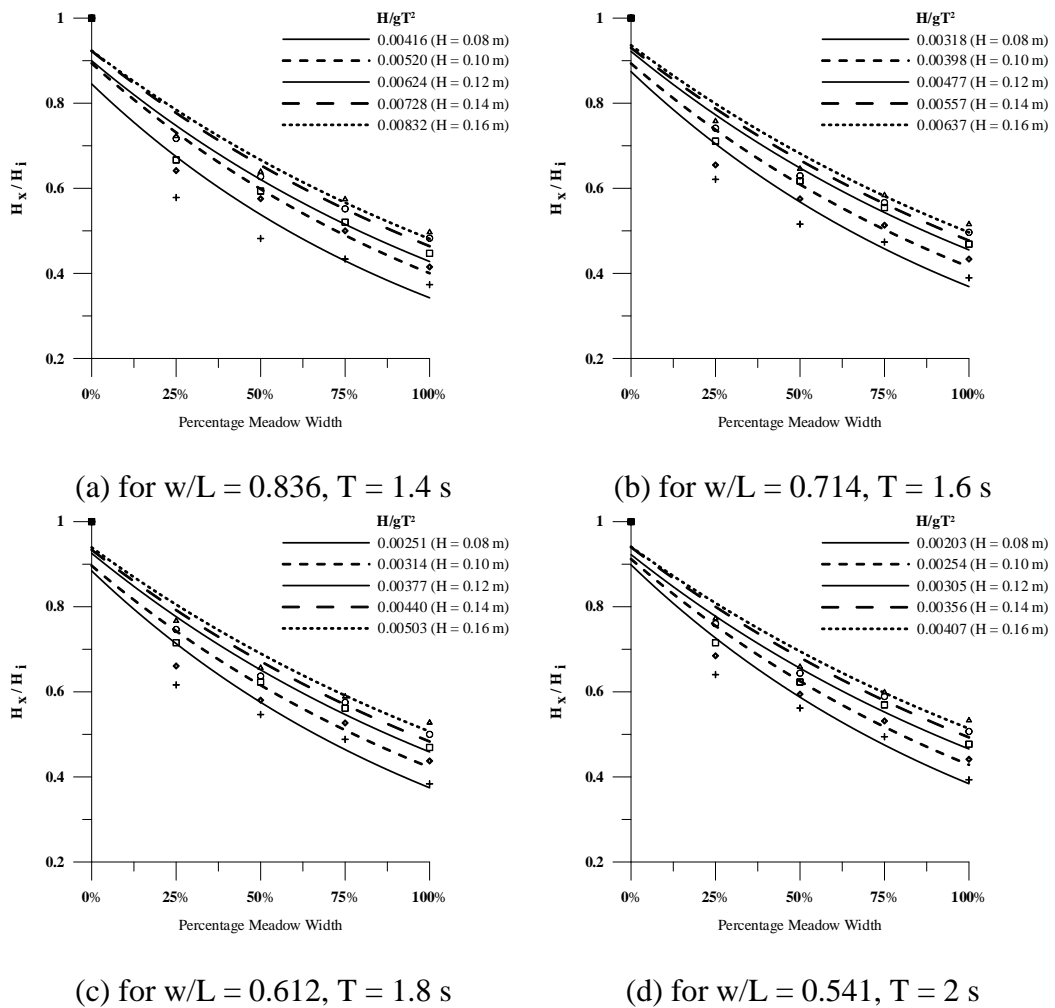 H/gT²
0.00416 (H = 0.08 m)
0.00520 (H = 0.10 m)
0.00624 (H = 0.12 m)
0.00728 (H = 0.14 m)
0.00832 (H = 0.16 m)
1
0.8
0.6
0.4
0.2
H x / H i
0% 25% 50% 75% 100%
Percentage Meadow Width
(a) for w/L = 0.836, T = 1.4 s
H/gT²
0.00318 (H = 0.08 m)
0.00398 (H = 0.10 m)
0.00477 (H = 0.12 m)
0.00557 (H = 0.14 m)
0.00637 (H = 0.16 m)
1
0.8
0.6
0.4
0.2
H x / H i
0% 25% 50% 75% 100%
Percentage Meadow Width
(b) for w/L = 0.714, T = 1.6 s
H/gT²
0.00251 (H = 0.08 m)
0.00314 (H = 0.10 m)
0.00377 (H = 0.12 m)
0.00440 (H = 0.14 m)
0.00503 (H = 0.16 m)
1
0.8
0.6
0.4
0.2
H x / H i
0% 25% 50% 75% 100%
Percentage Meadow Width
(c) for w/L = 0.612, T = 1.8 s
H/gT²
0.00203 (H = 0.08 m)
0.00254 (H = 0.10 m)
0.00305 (H = 0.12 m)
0.00356 (H = 0.14 m)
0.00407 (H = 0.16 m)
1
0.8
0.6
0.4
0.2
H x / H i
0% 25% 50% 75% 100%
Percentage Meadow Width
(d) for w/L = 0.541, T = 2 s